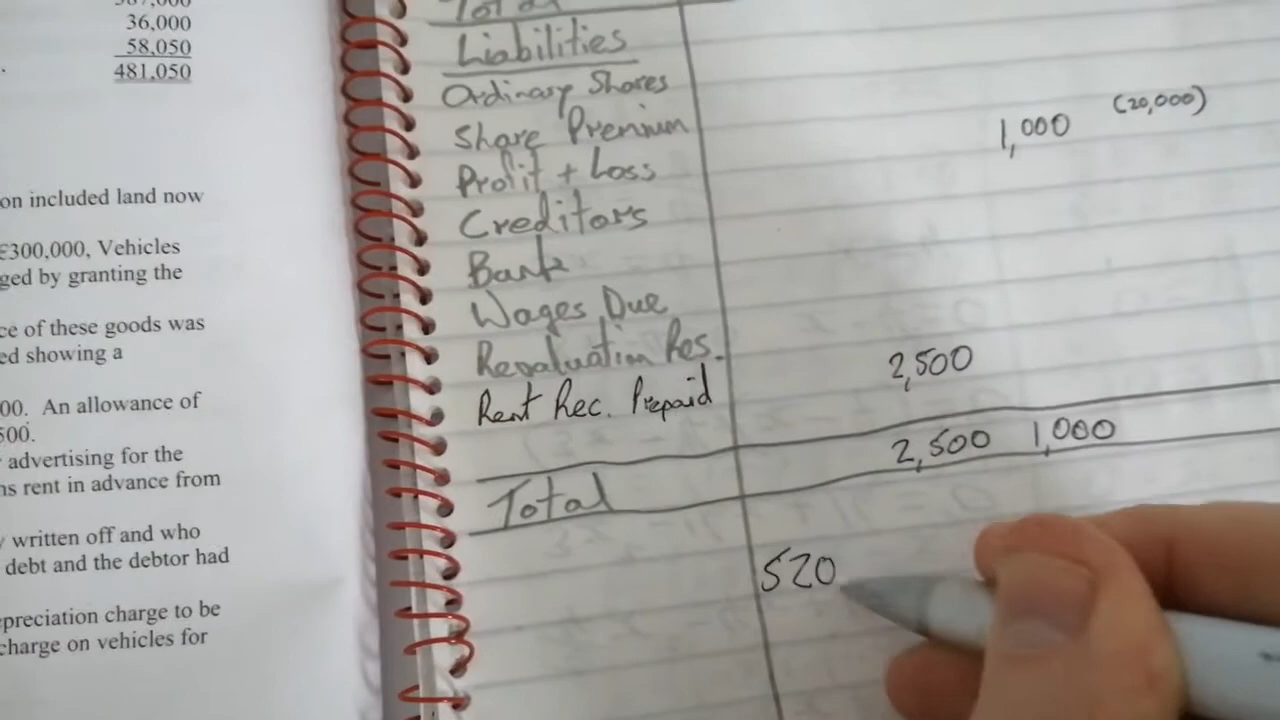 36,000
58,050
481,050
on included land now
€300,000, Vehicles
ged by granting the
ce of these goods was
ed showing a
00. An allowance of
500.
advertising for the
ns rent in advance from
y written off and who
debt and the debtor had
preciation charge to be
charge on vehicles for
Total
Liabilities
Ordinary Shares
Share Premium 1,000 (20,000)
Profit + Loss
Creditors
Bank
Wages Due
Revaluation Res.
Rent Rec. Prepaid 2,500
Total 2,500 1,000
520